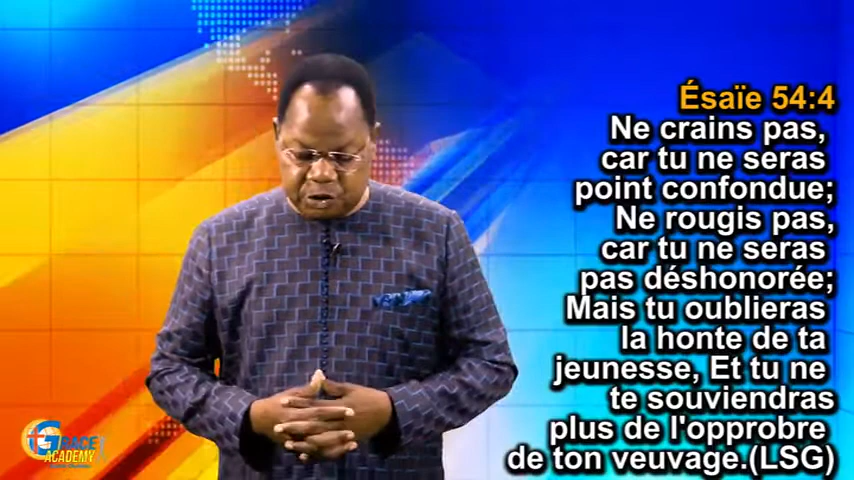 Ésaïe 54:4
Ne crains pas,
car tu ne seras
point confondue;
Ne rougis pas,
car tu ne seras
pas déshonorée;
Mais tu oublieras
la honte de ta
jeunesse, Et tu ne
te souviendras
plus de l'opprobre
de ton veuvage.(LSG)
GRACE
ACADEMY